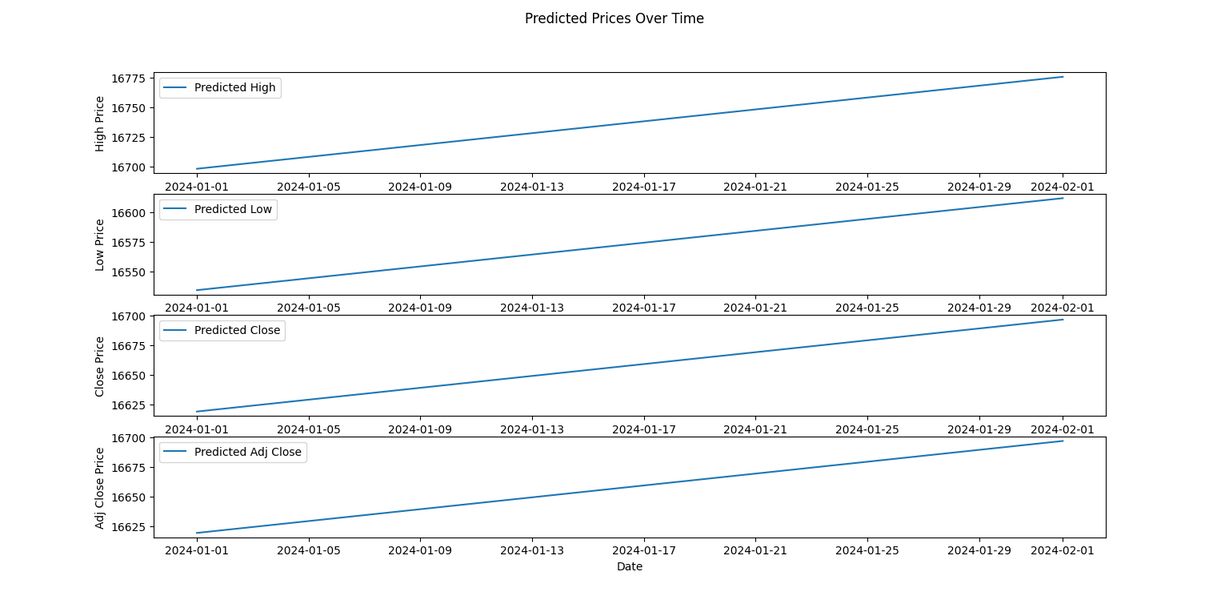 Predicted Prices Over Time
High Price
16775
16750
16725
16700
Predicted High
2024-01-01 2024-01-05 2024-01-09 2024-01-13 2024-01-17 2024-01-21 2024-01-25 2024-01-29 2024-02-01
Low Price
16600
16575
16550
Predicted Low
2024-01-01 2024-01-05 2024-01-09 2024-01-13 2024-01-17 2024-01-21 2024-01-25 2024-01-29 2024-02-01
Close Price
16700
16675
16650
16625
Predicted Close
2024-01-01 2024-01-05 2024-01-09 2024-01-13 2024-01-17 2024-01-21 2024-01-25 2024-01-29 2024-02-01
Adj Close Price
16700
16675
16650
16625
Predicted Adj Close
2024-01-01 2024-01-05 2024-01-09 2024-01-13 2024-01-17 2024-01-21 2024-01-25 2024-01-29 2024-02-01
Date